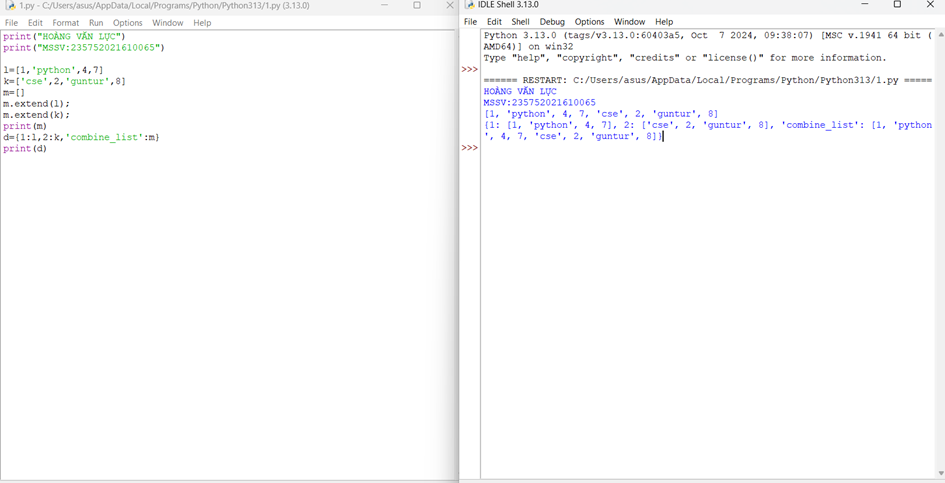 1.py - C:/Users/asus/AppData/Local/Programs/Python/Python313/1.py (3.13.0)
File Edit Format Run Options Window Help
print("HOÀNG VĂN LỰC")
print("MSSV:235752021610065")
l=[1,'python',4,7]
k=['cse',2,'guntur',8]
m=[]
m.extend(l);
m.extend(k);
print(m)
d={1:l,2:k,'combine_list':m}
print(d)
IDLE Shell 3.13.0
File Edit Shell Debug Options Window Help
Python 3.13.0 (tags/v3.13.0:60403a5, Oct  7 2024, 09:38:07) [MSC v.1941 64 bit (
AMD64)] on win32
Type "help", "copyright", "credits" or "license()" for more information.
>>>
====== RESTART: C:/Users/asus/AppData/Local/Programs/Python/Python313/1.py =====
HOÀNG VĂN LỰC
MSSV:235752021610065
[1, 'python', 4, 7, 'cse', 2, 'guntur', 8]
{1: [1, 'python', 4, 7], 2: ['cse', 2, 'guntur', 8], 'combine_list': [1, 'python
', 4, 7, 'cse', 2, 'guntur', 8]}
>>>